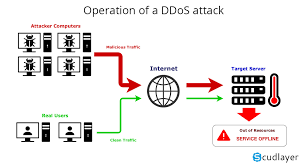 Operation of a DDoS attack
Attacker Computers
Malicious Traffic
Internet
Target Server
Real Users
Clean Traffic
Out of Resources
SERVICE OFFLINE
Scudlayer